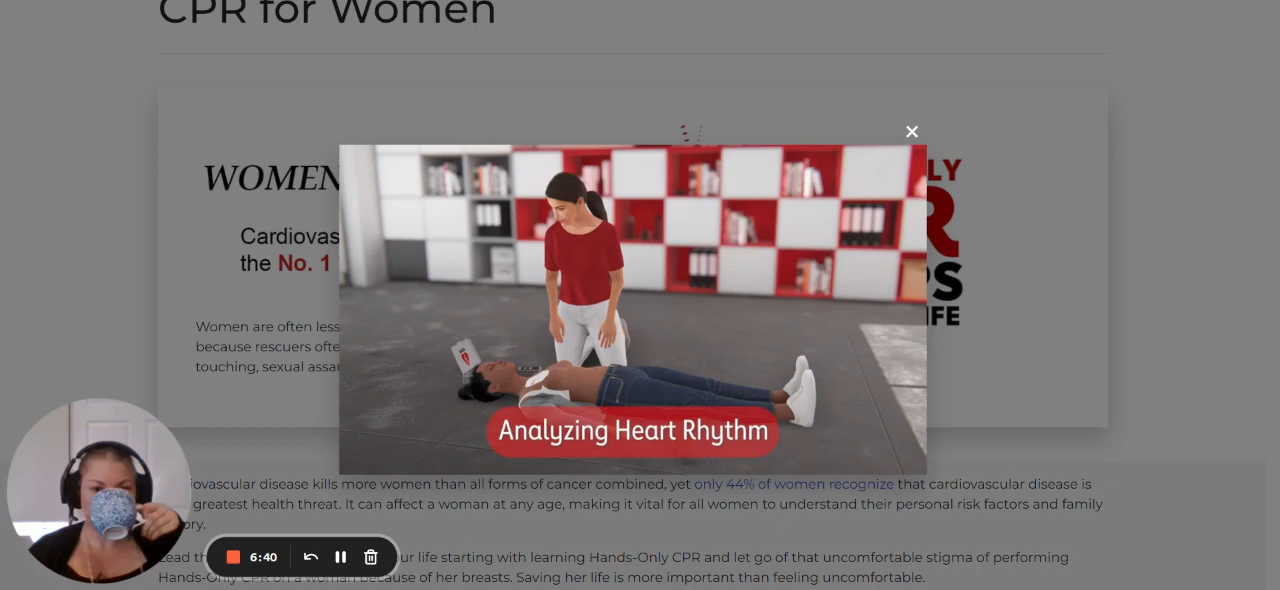 CPR for Women
WOMEN
Cardiovas
the No. 1
LY
R
PS
IFE
Women are often less
because rescuers ofte
touching, sexual assau
Analyzing Heart Rhythm
iovascular disease kills more women than all forms of cancer combined, yet only 44% of women recognize that cardiovascular disease is
greatest health threat. It can affect a woman at any age, making it vital for all women to understand their personal risk factors and family
ory.
6:40
Lead th ur life starting with learning Hands-Only CPR and let go of that uncomfortable stigma of performing
Hands-Only CPR on a woman because of her breasts. Saving her life is more important than feeling uncomfortable.